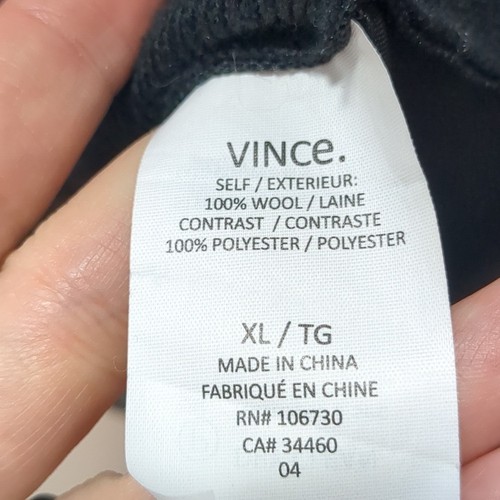 VINCe.
SELF / EXTERIEUR:
100% WOOL / LAINE
CONTRAST / CONTRASTE
100% POLYESTER / POLYESTER
XL / TG
MADE IN CHINA
FABRIQUÉ EN CHINE
RN# 106730
CA# 34460
04